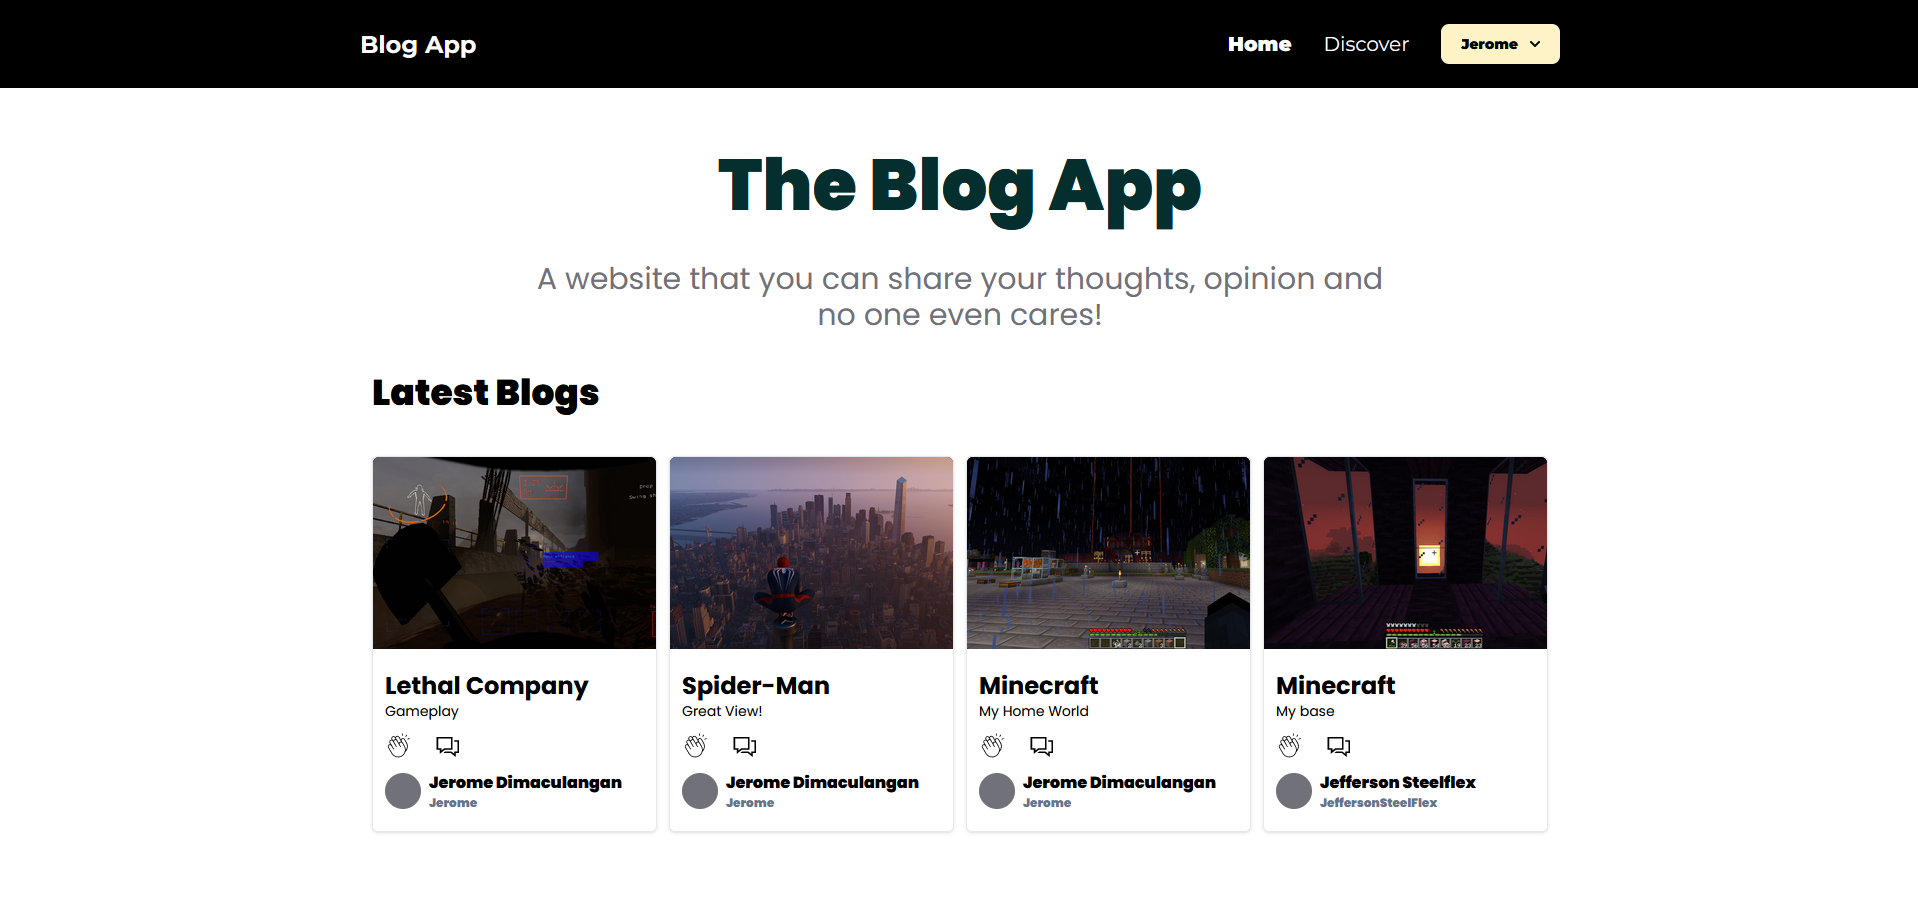 Blog App
Home
Discover
Jerome
The Blog App
A website that you can share your thoughts, opinion and
no one even cares!
Latest Blogs
Lethal Company
Gameplay
Jerome Dimaculangan
Jerome
Spider-Man
Great View!
Jerome Dimaculangan
Jerome
Minecraft
My Home World
Jerome Dimaculangan
Jerome
Minecraft
My base
Jefferson Steelflex
JeffersonSteelFlex